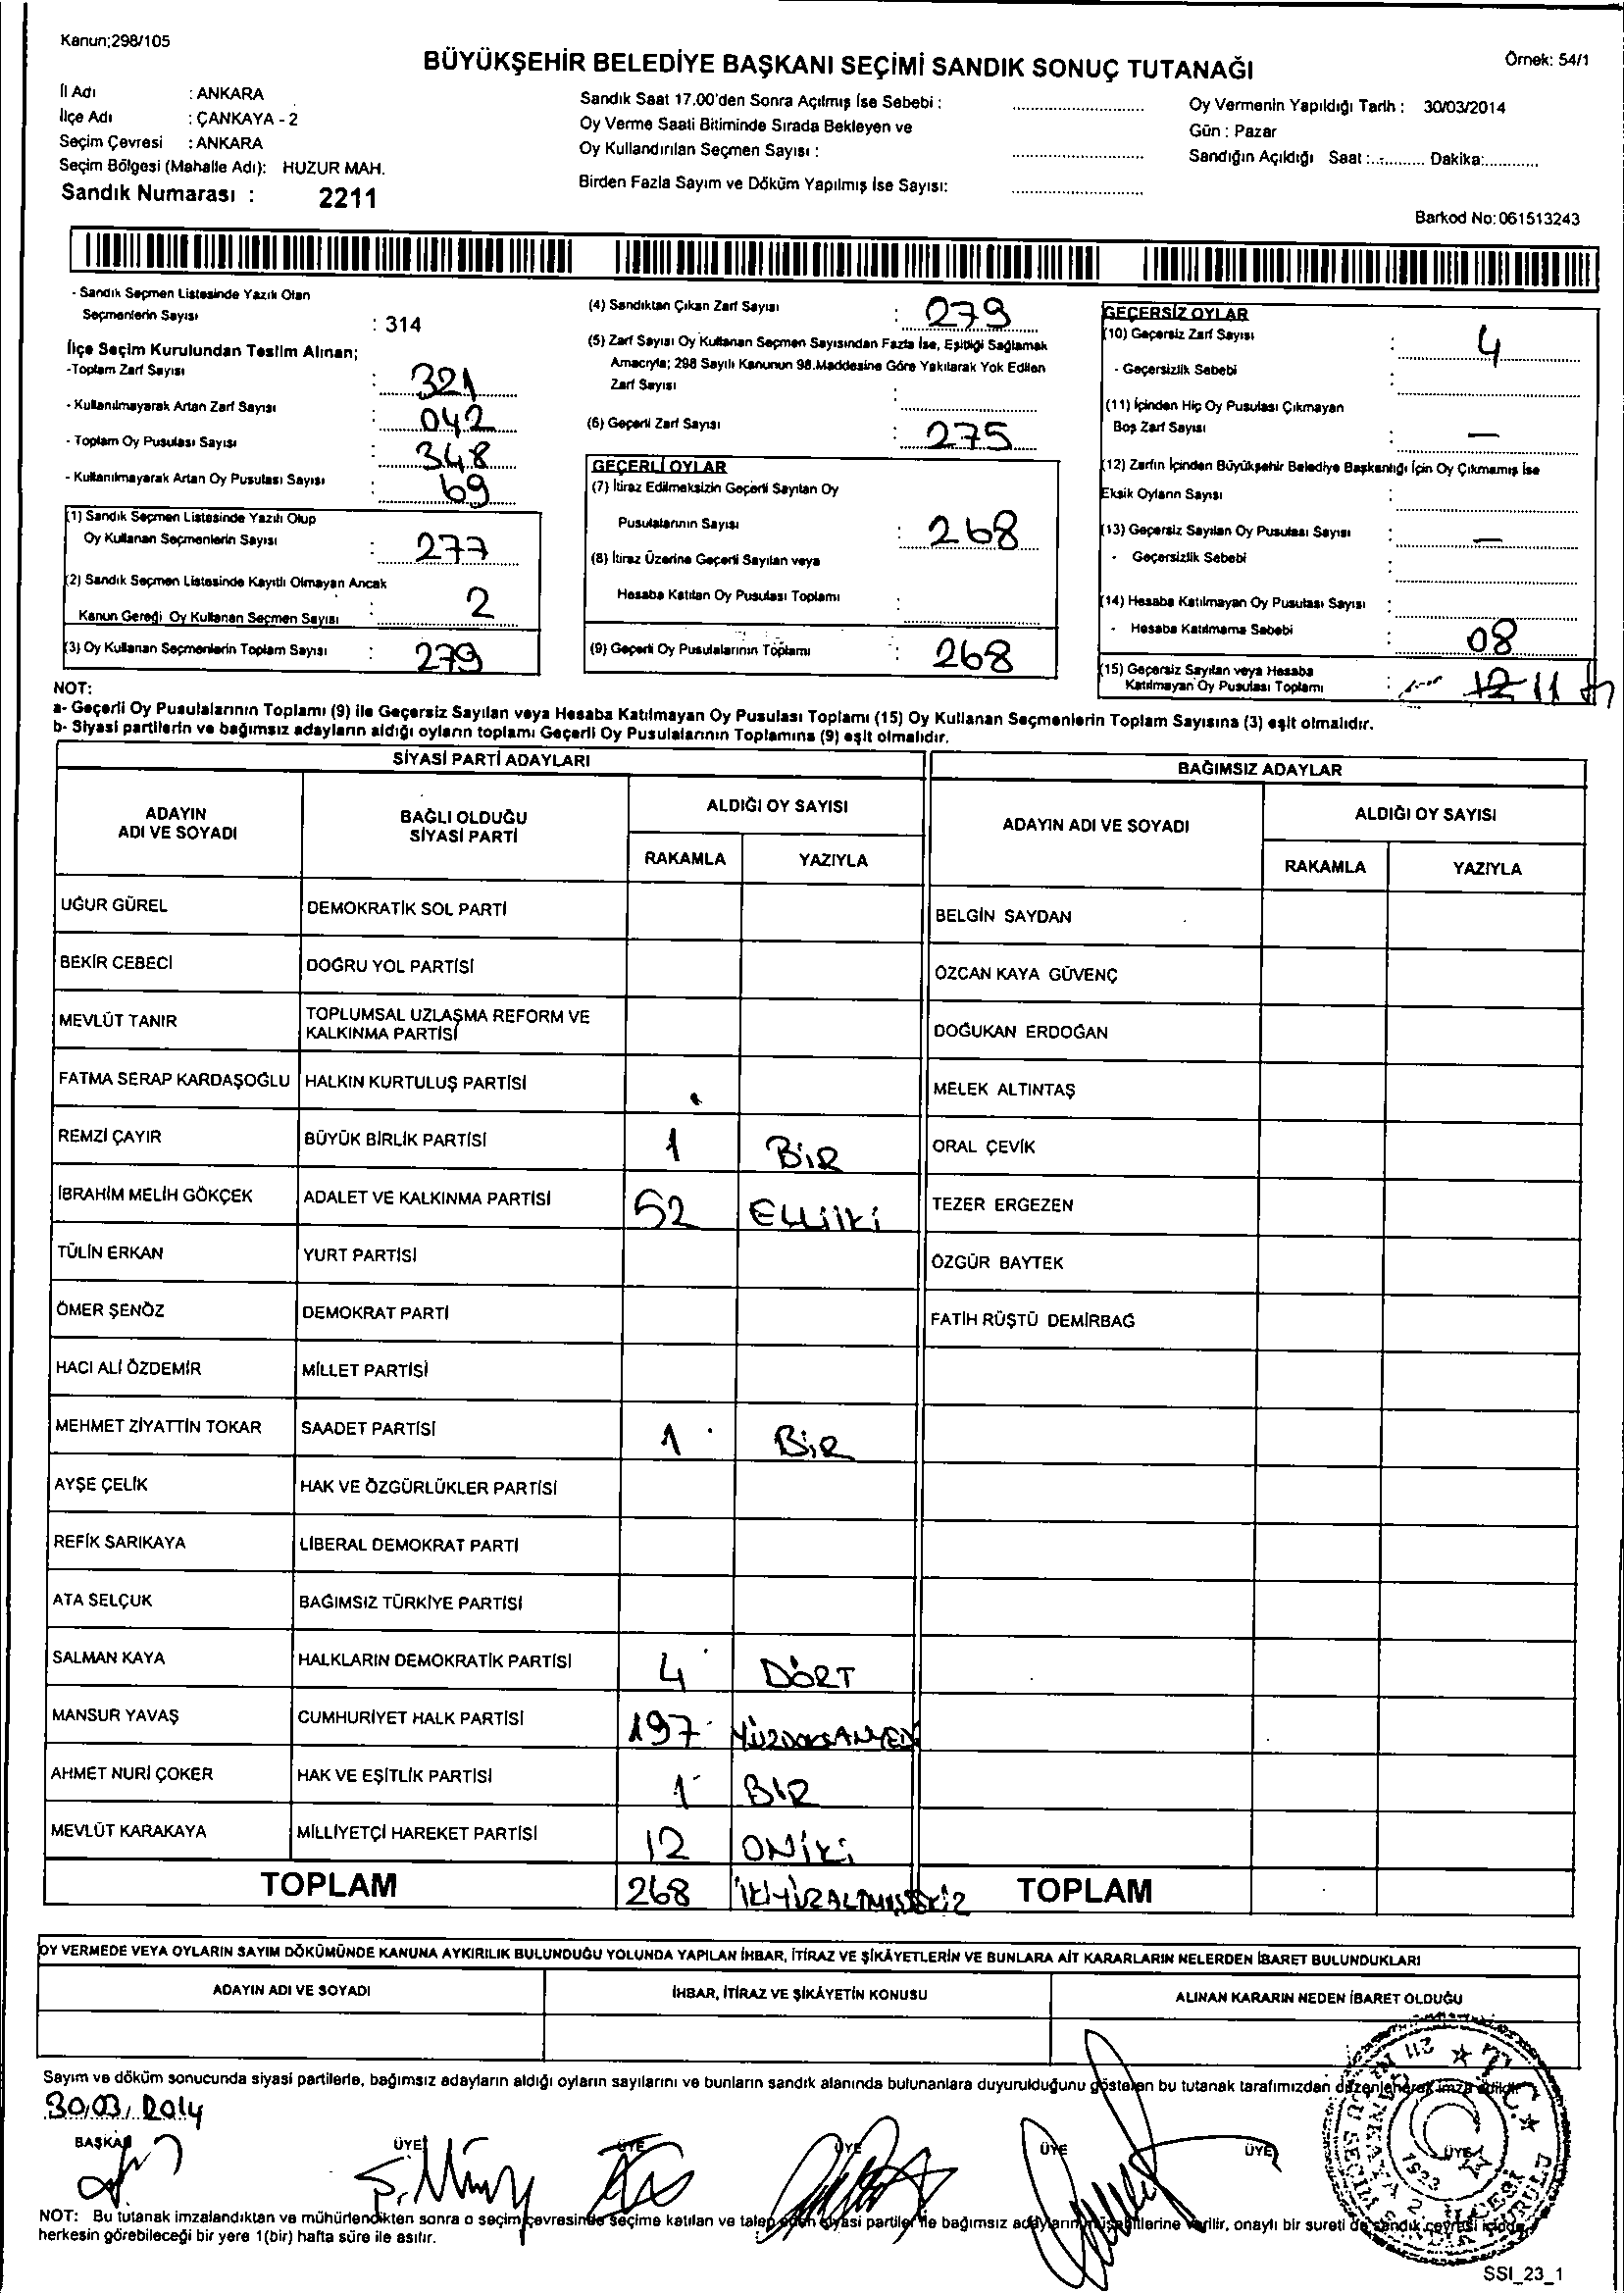 Kanun;298/105
BÜYÜKŞEHİR BELEDİYE BAŞKANI SEÇİMİ SANDIK SONUÇ TUTANAĞI
Örnek: 54/1
İl Adı : ANKARA
İlçe Adı : ÇANKAYA - 2
Seçim Çevresi : ANKARA
Seçim Bölgesi (Mahalle Adı): HUZUR MAH.
Sandık Numarası : 2211
Sandık Saat 17.00'den Sonra Açılmış İse Sebebi :
Oy Verme Saati Bitiminde Sırada Bekleyen ve
Oy Kullandırılan Seçmen Sayısı :
Birden Fazla Sayım ve Döküm Yapılmış İse Sayısı:
Oy Vermenin Yapıldığı Tarih : 30/03/2014
Gün : Pazar
Sandığın Açıldığı Saat :............ Dakika:............
Barkod No:061513243
- Sandık Seçmen Listesinde Yazılı Olan
Seçmenlerin Sayısı : 314
İlçe Seçim Kurulundan Teslim Alınan;
-Toplam Zarf Sayısı : 321
- Kullanılmayarak Artan Zarf Sayısı : 042
- Toplam Oy Pusulası Sayısı : 348
- Kullanılmayarak Artan Oy Pusulası Sayısı : 69
(1) Sandık Seçmen Listesinde Yazılı Olup
Oy Kullanan Seçmenlerin Sayısı : 277
(2) Sandık Seçmen Listesinde Kayıtlı Olmayan Ancak
Kanun Gereği Oy Kullanan Seçmen Sayısı : 2
(3) Oy Kullanan Seçmenlerin Toplam Sayısı : 279
(4) Sandıktan Çıkan Zarf Sayısı : 279
(5) Zarf Sayısı Oy Kullanan Seçmen Sayısından Fazla İse, Eşitliği Sağlamak
Amacıyla; 298 Sayılı Kanunun 98.Maddesine Göre Yakılarak Yok Edilen
Zarf Sayısı :
(6) Geçerli Zarf Sayısı : 275
GEÇERLİ OYLAR
(7) İtiraz Edilmeksizin Geçerli Sayılan Oy
Pusulalarının Sayısı : 268
(8) İtiraz Üzerine Geçerli Sayılan veya
Hesaba Katılan Oy Pusulası Toplamı :
(9) Geçerli Oy Pusulalarının Toplamı : 268
GEÇERSİZ OYLAR
(10) Geçersiz Zarf Sayısı : 4
- Geçersizlik Sebebi :
(11) İçinden Hiç Oy Pusulası Çıkmayan
Boş Zarf Sayısı : —
(12) Zarfın İçinden Büyükşehir Belediye Başkanlığı İçin Oy Çıkmamış İse
Eksik Oyların Sayısı :
(13) Geçersiz Sayılan Oy Pusulası Sayısı : —
- Geçersizlik Sebebi :
(14) Hesaba Katılmayan Oy Pusulası Sayısı :
- Hesaba Katılmama Sebebi : 08
(15) Geçersiz Sayılan veya Hesaba
Katılmayan Oy Pusulası Toplamı : 12 11
NOT:
a- Geçerli Oy Pusulalarının Toplamı (9) ile Geçersiz Sayılan veya Hesaba Katılmayan Oy Pusulası Toplamı (15) Oy Kullanan Seçmenlerin Toplam Sayısına (3) eşit olmalıdır.
b- Siyasi partilerin ve bağımsız adayların aldığı oyların toplamı Geçerli Oy Pusulalarının Toplamına (9) eşit olmalıdır.
SİYASİ PARTİ ADAYLARI
BAĞIMSIZ ADAYLAR
ADAYIN ADI VE SOYADI
BAĞLI OLDUĞU SİYASİ PARTİ
ALDIĞI OY SAYISI
RAKAMLA YAZIYLA
ADAYIN ADI VE SOYADI
ALDIĞI OY SAYISI
RAKAMLA YAZIYLA
UĞUR GÜREL DEMOKRATİK SOL PARTİ BELGİN SAYDAN
BEKİR CEBECİ DOĞRU YOL PARTİSİ ÖZCAN KAYA GÜVENÇ
MEVLÜT TANIR TOPLUMSAL UZLAŞMA REFORM VE KALKINMA PARTİSİ DOĞUKAN ERDOĞAN
FATMA SERAP KARDAŞOĞLU HALKIN KURTULUŞ PARTİSİ MELEK ALTINTAŞ
REMZİ ÇAYIR BÜYÜK BİRLİK PARTİSİ 1 BİR ORAL ÇEVİK
İBRAHİM MELİH GÖKÇEK ADALET VE KALKINMA PARTİSİ 52 ELLİİKİ TEZER ERGEZEN
TÜLİN ERKAN YURT PARTİSİ ÖZGÜR BAYTEK
ÖMER ŞENÖZ DEMOKRAT PARTİ FATİH RÜŞTÜ DEMİRBAĞ
HACI ALİ ÖZDEMİR MİLLET PARTİSİ
MEHMET ZİYATTİN TOKAR SAADET PARTİSİ 1 BİR
AYŞE ÇELİK HAK VE ÖZGÜRLÜKLER PARTİSİ
REFİK SARIKAYA LİBERAL DEMOKRAT PARTİ
ATA SELÇUK BAĞIMSIZ TÜRKİYE PARTİSİ
SALMAN KAYA HALKLARIN DEMOKRATİK PARTİSİ 4 DÖRT
MANSUR YAVAŞ CUMHURİYET HALK PARTİSİ 197 YÜZDOKSANYEDİ
AHMET NURİ ÇOKER HAK VE EŞİTLİK PARTİSİ 1 BİR
MEVLÜT KARAKAYA MİLLİYETÇİ HAREKET PARTİSİ 12 ONİKİ
TOPLAM 268 İKİYÜZALTMIŞSEKİZ TOPLAM
OY VERMEDE VEYA OYLARIN SAYIM DÖKÜMÜNDE KANUNA AYKIRILIK BULUNDUĞU YOLUNDA YAPILAN İHBAR, İTİRAZ VE ŞİKÂYETLERİN VE BUNLARA AİT KARARLARIN NELERDEN İBARET BULUNDUKLARI
ADAYIN ADI VE SOYADI İHBAR, İTİRAZ VE ŞİKÂYETİN KONUSU ALINAN KARARIN NEDEN İBARET OLDUĞU
Sayım ve döküm sonucunda siyasi partilerle, bağımsız adayların aldığı oyların sayılarını ve bunların sandık alanında bulunanlara duyurulduğunu gösteren bu tutanak tarafımızdan düzenlenerek imza edildi.
30/03/2014
BAŞKAN ÜYE ÜYE ÜYE ÜYE ÜYE ÜYE
NOT: Bu tutanak imzalandıktan ve mühürlendikten sonra o seçim çevresinde seçime katılan ve talep eden siyasi partiler ile bağımsız adayların müşahitlerine verilir, onaylı bir sureti de sandık çevresi içinde
herkesin görebileceği bir yere 1(bir) hafta süre ile asılır.
SSI_23_1